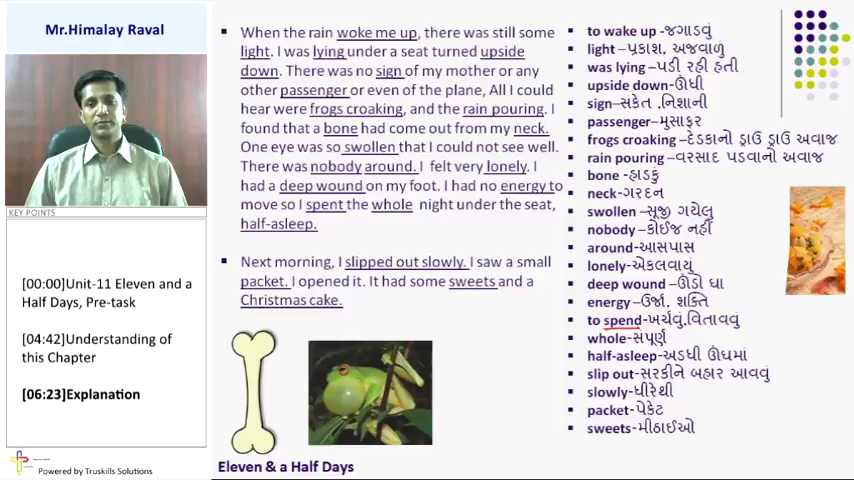 Mr.Himalay Raval
KEY POINTS
[00:00]Unit-11 Eleven and a
Half Days, Pre-task
[04:42]Understanding of
this Chapter
[06:23]Explanation
Powered by Truskills Solutions
When the rain woke me up, there was still some
light. I was lying under a seat turned upside
down. There was no sign of my mother or any
other passenger or even of the plane, All I could
hear were frogs croaking, and the rain pouring. I
found that a bone had come out from my neck.
One eye was so swollen that I could not see well.
There was nobody around. I felt very lonely. I
had a deep wound on my foot. I had no energy to
move so I spent the whole night under the seat,
half-asleep.
Next morning, I slipped out slowly. I saw a small
packet. I opened it. It had some sweets and a
Christmas cake.
Eleven & a Half Days
to wake up -જગાડવું
light –પ્રકાશ, અજવાળું
was lying –પડી રહી હતી
upside down-ઊંધી
sign–સંકેત ,નિશાની
passenger–મુસાફર
frogs croaking –દેડકાનો ડ્રાઉં ડ્રાઉં અવાજ
rain pouring –વરસાદ પડવાનો અવાજ
bone -હાડકું
neck-ગરદન
swollen –સૂજી ગયેલું
nobody –કોઈજ નહીં
around-આસપાસ
lonely-એકલવાયું
deep wound –ઊંડો ઘા
energy –ઉર્જા, શક્તિ
to spend-ખર્ચવું,વિતાવવું
whole-સંપૂર્ણ
half-asleep-અડધી ઊંઘમાં
slip out –સરકીને બહાર આવવું
slowly-ધીરેથી
packet-પેકેટ
sweets-મીઠાઈઓ